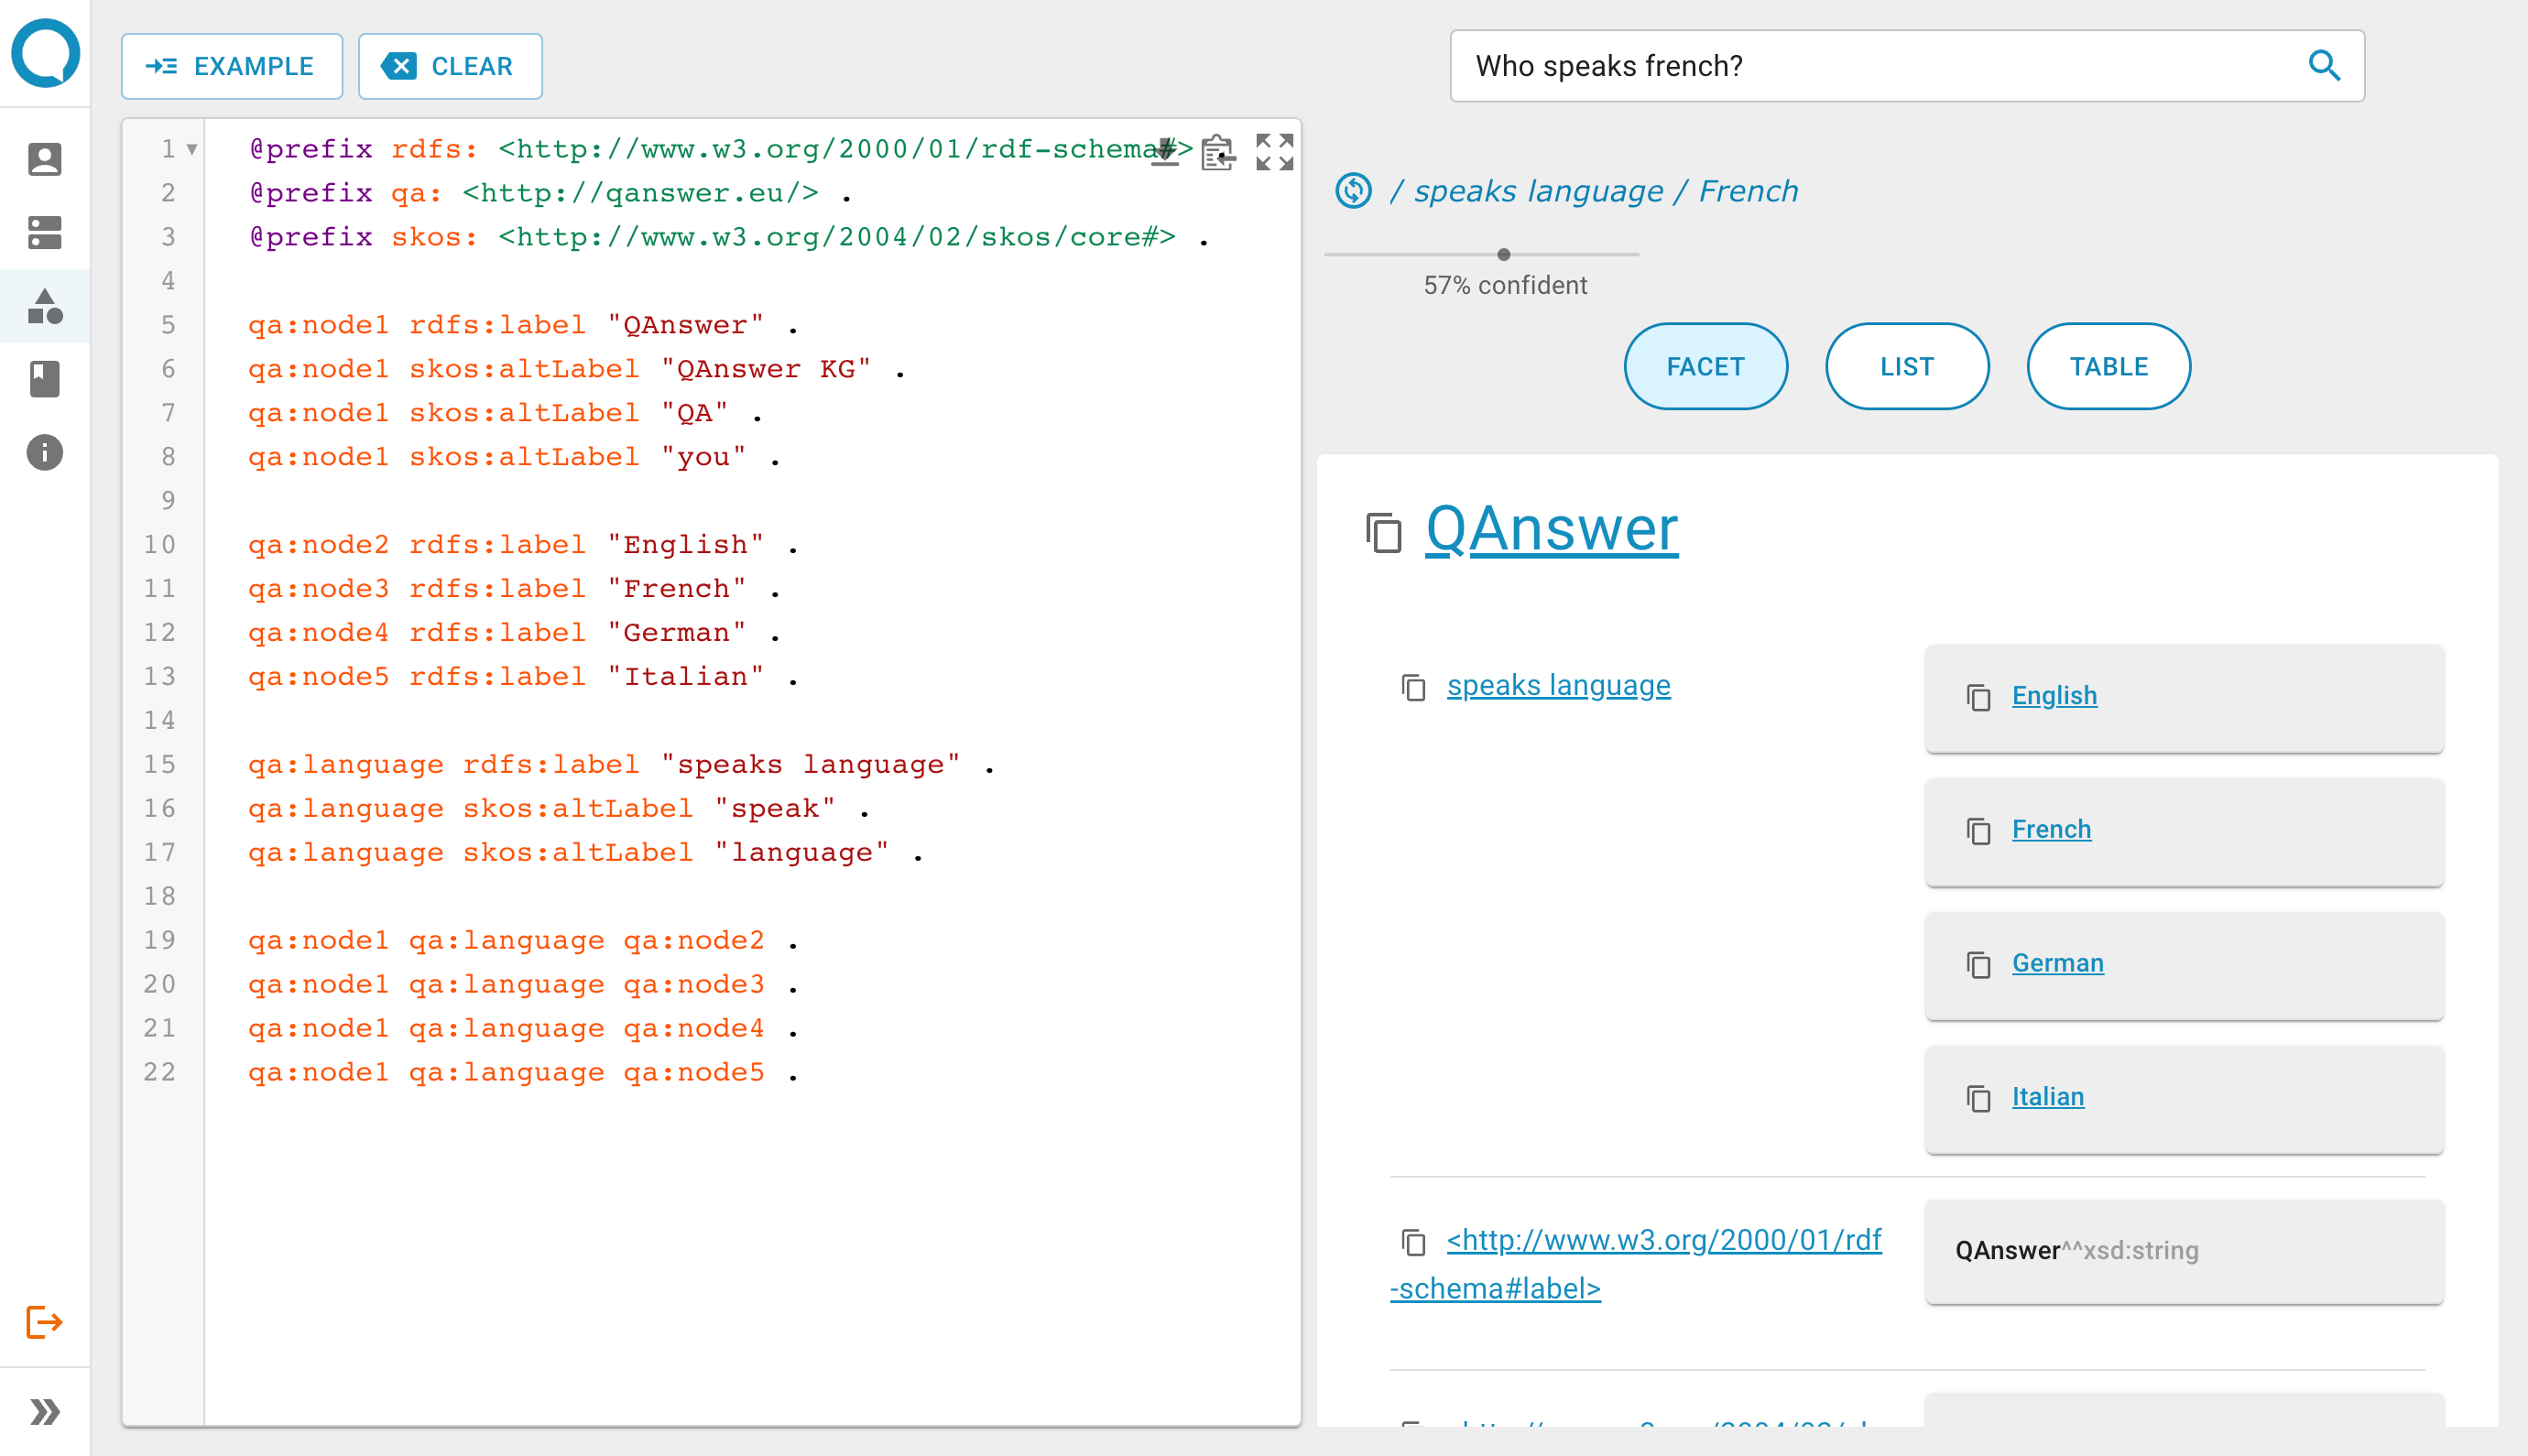 EXAMPLE
CLEAR
Who speaks french?
1 @prefix rdfs: <http://www.w3.org/2000/01/rdf-schema#> .
2 @prefix qa: <http://qanswer.eu/> .
3 @prefix skos: <http://www.w3.org/2004/02/skos/core#> .
4
5 qa:node1 rdfs:label "QAnswer" .
6 qa:node1 skos:altLabel "QAnswer KG" .
7 qa:node1 skos:altLabel "QA" .
8 qa:node1 skos:altLabel "you" .
9
10 qa:node2 rdfs:label "English" .
11 qa:node3 rdfs:label "French" .
12 qa:node4 rdfs:label "German" .
13 qa:node5 rdfs:label "Italian" .
14
15 qa:language rdfs:label "speaks language" .
16 qa:language skos:altLabel "speak" .
17 qa:language skos:altLabel "language" .
18
19 qa:node1 qa:language qa:node2 .
20 qa:node1 qa:language qa:node3 .
21 qa:node1 qa:language qa:node4 .
22 qa:node1 qa:language qa:node5 .
/ speaks language / French
57% confident
FACET
LIST
TABLE
QAnswer
speaks language
English
French
German
Italian
<http://www.w3.org/2000/01/rdf
-schema#label>
QAnswer^^xsd:string